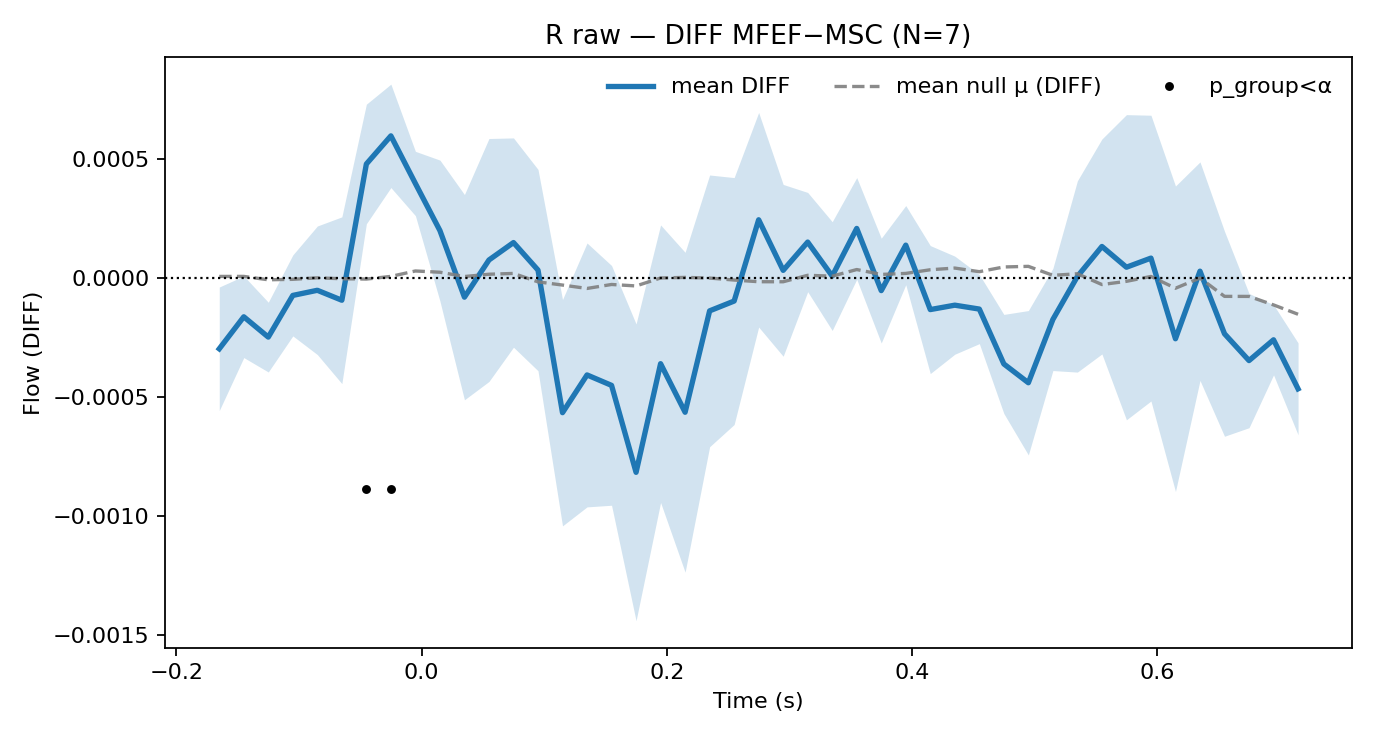 R raw — DIFF MFEF−MSC (N=7)
mean DIFF
mean null μ (DIFF)
p_group<α
Flow (DIFF)
0.0005
0.0000
−0.0005
−0.0010
−0.0015
−0.2
0.0
0.2
0.4
0.6
Time (s)